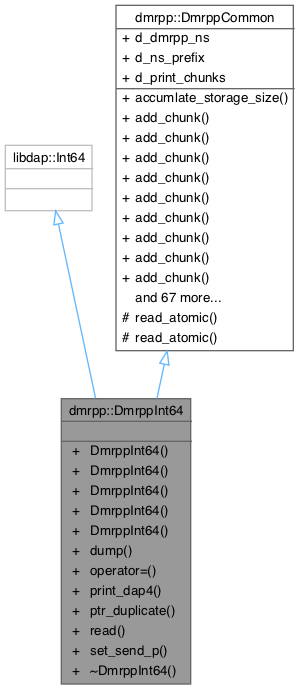 dmrpp::DmrppCommon
+ d_dmrpp_ns
+ d_ns_prefix
+ d_print_chunks
+ accumlate_storage_size()
+ add_chunk()
+ add_chunk()
+ add_chunk()
+ add_chunk()
+ add_chunk()
+ add_chunk()
+ add_chunk()
+ add_chunk()
+ add_chunk()
and 67 more...
# read_atomic()
# read_atomic()
libdap::Int64
dmrpp::DmrppInt64
+ DmrppInt64()
+ DmrppInt64()
+ DmrppInt64()
+ DmrppInt64()
+ DmrppInt64()
+ dump()
+ operator=()
+ print_dap4()
+ ptr_duplicate()
+ read()
+ set_send_p()
+ ~DmrppInt64()